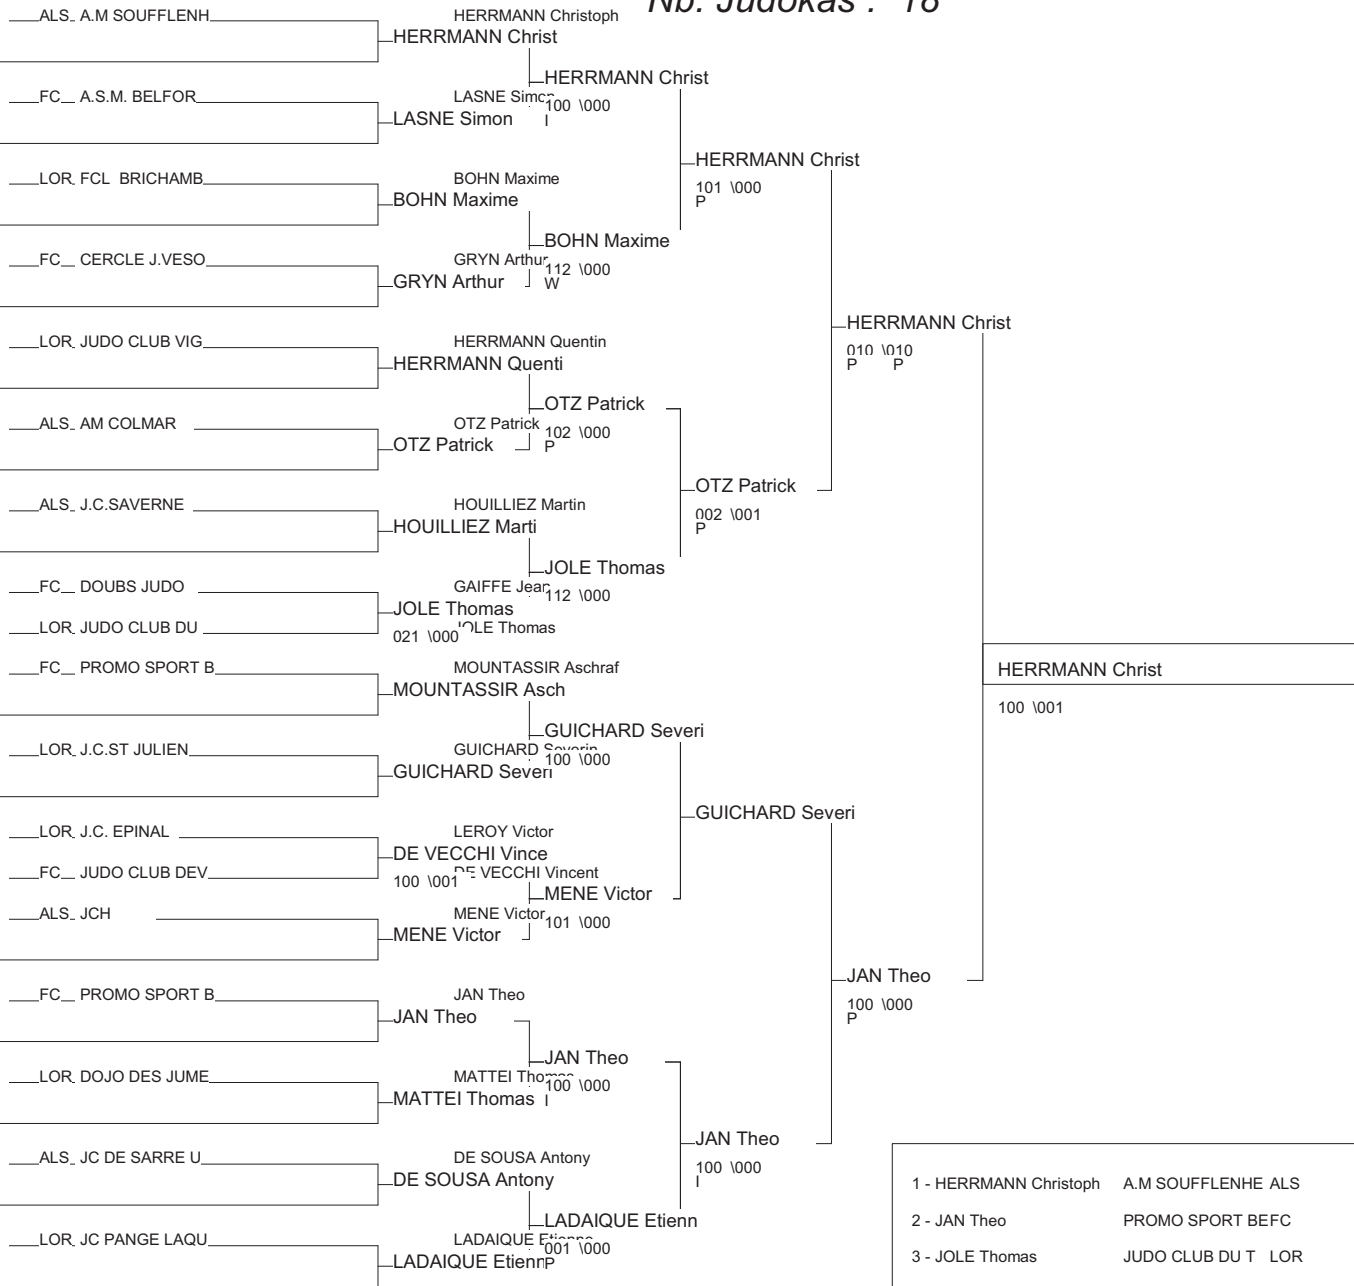 Nb. Judokas : 18
ALS A.M SOUFFLENH HERRMANN Christoph
HERRMANN Christ
HERRMANN Christ
FC A.S.M. BELFOR LASNE Simon
100 \000
LASNE Simon I
HERRMANN Christ
LOR FCL BRICHAMB BOHN Maxime
101 \000
BOHN Maxime P
BOHN Maxime
FC CERCLE J.VESO GRYN Arthur
112 \000
GRYN Arthur W
HERRMANN Christ
LOR JUDO CLUB VIG HERRMANN Quentin
010 \010
HERRMANN Quenti P P
OTZ Patrick
ALS AM COLMAR OTZ Patrick
102 \000
OTZ Patrick P
OTZ Patrick
ALS J.C.SAVERNE HOUILLIEZ Martin
002 \001
HOUILLIEZ Marti P
JOLE Thomas
FC DOUBS JUDO GAIFFE Jean
112 \000
JOLE Thomas
LOR JUDO CLUB DU JOLE Thomas
021 \000
FC PROMO SPORT B MOUNTASSIR Aschraf
HERRMANN Christ
MOUNTASSIR Asch
100 \001
GUICHARD Severi
LOR J.C.ST JULIEN GUICHARD Severin
100 \000
GUICHARD Severi
GUICHARD Severi
LOR J.C. EPINAL LEROY Victor
DE VECCHI Vince
FC JUDO CLUB DEV DE VECCHI Vincent
100 \001
MENE Victor
ALS JCH MENE Victor
101 \000
MENE Victor
JAN Theo
FC PROMO SPORT B JAN Theo
100 \000
JAN Theo P
JAN Theo
LOR DOJO DES JUME MATTEI Thomas
100 \000
MATTEI Thomas I
JAN Theo
ALS JC DE SARRE U DE SOUSA Antony
100 \000
DE SOUSA Antony I
1 - HERRMANN Christoph A.M SOUFFLENHE ALS
LADAIQUE Etienn
2 - JAN Theo PROMO SPORT BEFC
LOR JC PANGE LAQU LADAIQUE Etienne
001 \000
LADAIQUE Etienn P
3 - JOLE Thomas JUDO CLUB DU T LOR